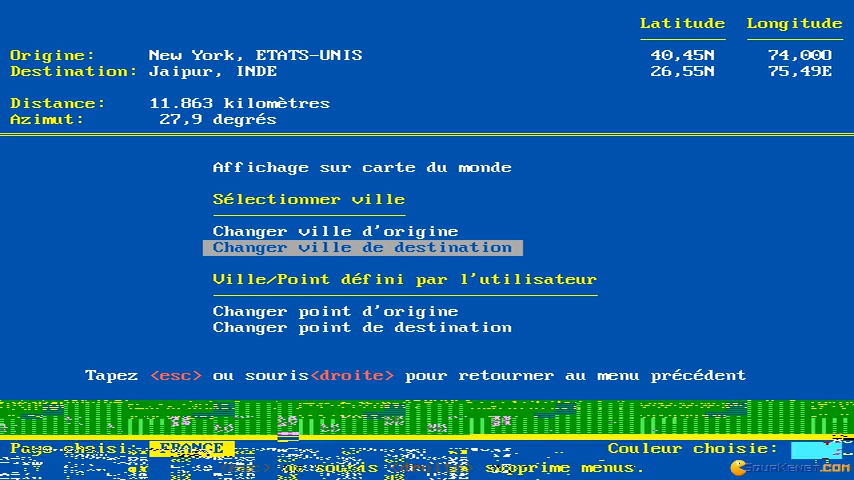 Latitude Longitude
Origine: New York, ETATS-UNIS 40,45N 74,00O
Destination: Jaipur, INDE 26,55N 75,49E
Distance: 11.863 kilomètres
Azimut: 27,9 degrés
Affichage sur carte du monde
Sélectionner ville
Changer ville d'origine
Changer ville de destination
Ville/Point défini par l'utilisateur
Changer point d'origine
Changer point de destination
Tapez <esc> ou souris<droite> pour retourner au menu précédent
Pays choisi: FRANCE Couleur choisie:
ou souris supprime menus.